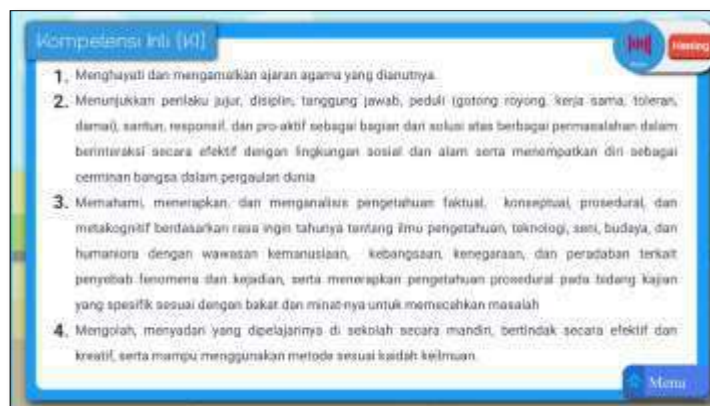 Kompetensi Inti (KI)
1. Menghayati dan mengamalkan ajaran agama yang dianutnya.
2. Menunjukkan perilaku jujur, disiplin, tanggung jawab, peduli (gotong royong, kerja sama, toleran,
damai), santun, responsif, dan pro-aktif sebagai bagian dari solusi atas berbagai permasalahan dalam
berinteraksi secara efektif dengan lingkungan sosial dan alam serta menempatkan diri sebagai
cerminan bangsa dalam pergaulan dunia
3. Memahami, menerapkan, dan menganalisis pengetahuan faktual, konseptual, prosedural, dan
metakognitif berdasarkan rasa ingin tahunya tentang ilmu pengetahuan, teknologi, seni, budaya, dan
humaniora dengan wawasan kemanusiaan, kebangsaan, kenegaraan, dan peradaban terkait
penyebab fenomena dan kejadian, serta menerapkan pengetahuan prosedural pada bidang kajian
yang spesifik sesuai dengan bakat dan minat-nya untuk memecahkan masalah
4. Mengolah, menyadari yang dipelajarinya di sekolah secara mandiri, bertindak secara efektif dan
kreatif, serta mampu menggunakan metode sesuai kaidah keilmuan.
Menu